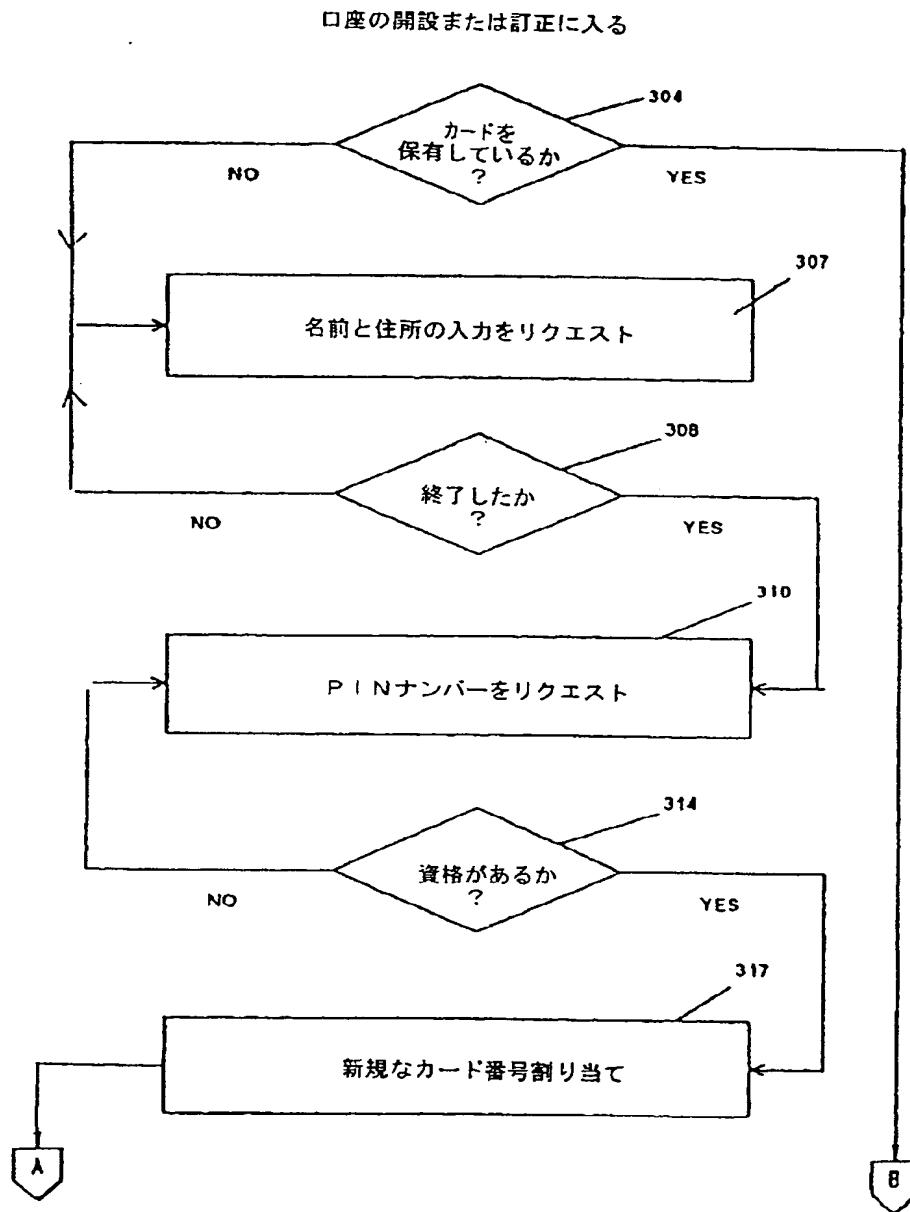 口座の開設または訂正に入る
304
カードを
保有しているか
?
NO
YES
307
名前と住所の入力をリクエスト
308
終了したか
?
NO
YES
310
PINナンバーをリクエスト
314
資格があるか
?
NO
YES
317
新規なカード番号割り当て
A
B